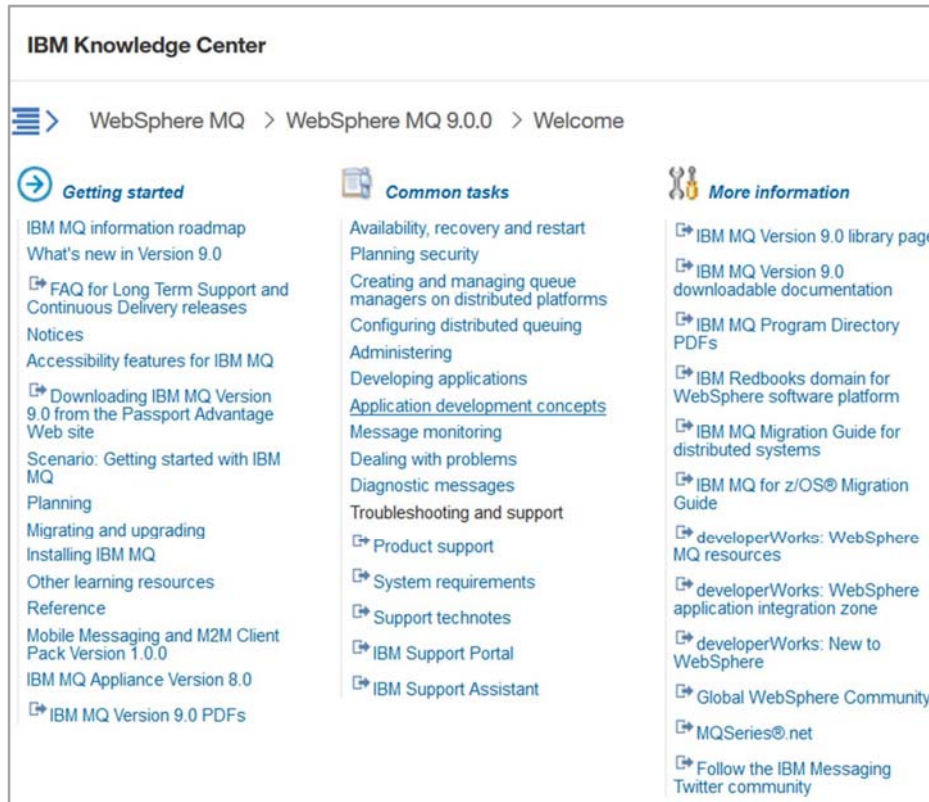 IBM Knowledge Center
WebSphere MQ > WebSphere MQ 9.0.0 > Welcome
Getting started
IBM MQ information roadmap
What's new in Version 9.0
FAQ for Long Term Support and
Continuous Delivery releases
Notices
Accessibility features for IBM MQ
Downloading IBM MQ Version
9.0 from the Passport Advantage
Web site
Scenario: Getting started with IBM
MQ
Planning
Migrating and upgrading
Installing IBM MQ
Other learning resources
Reference
Mobile Messaging and M2M Client
Pack Version 1.0.0
IBM MQ Appliance Version 8.0
IBM MQ Version 9.0 PDFs
Common tasks
Availability, recovery and restart
Planning security
Creating and managing queue
managers on distributed platforms
Configuring distributed queuing
Administering
Developing applications
Application development concepts
Message monitoring
Dealing with problems
Diagnostic messages
Troubleshooting and support
Product support
System requirements
Support technotes
IBM Support Portal
IBM Support Assistant
More information
IBM MQ Version 9.0 library page
IBM MQ Version 9.0
downloadable documentation
IBM MQ Program Directory
PDFs
IBM Redbooks domain for
WebSphere software platform
IBM MQ Migration Guide for
distributed systems
IBM MQ for z/OS® Migration
Guide
developerWorks: WebSphere
MQ resources
developerWorks: WebSphere
application integration zone
developerWorks: New to
WebSphere
Global WebSphere Community
MQSeries®.net
Follow the IBM Messaging
Twitter community